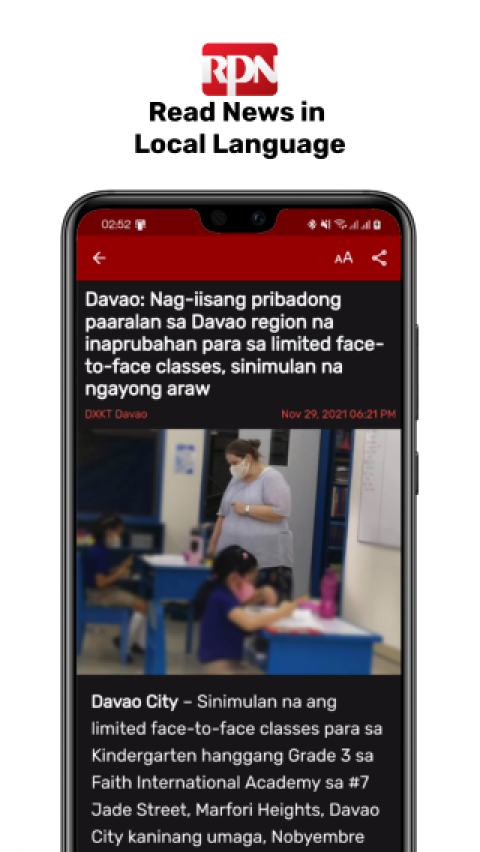 RPN
Read News in
Local Language
02:52
AA
Davao: Nag-iisang pribadong
paaralan sa Davao region na
inaprubahan para sa limited face-
to-face classes, sinimulan na
ngayong araw
DXKT Davao Nov 29, 2021 06:21 PM
Davao City – Sinimulan na ang
limited face-to-face classes para sa
Kindergarten hanggang Grade 3 sa
Faith International Academy sa #7
Jade Street, Marfori Heights, Davao
City kaninang umaga, Nobyembre